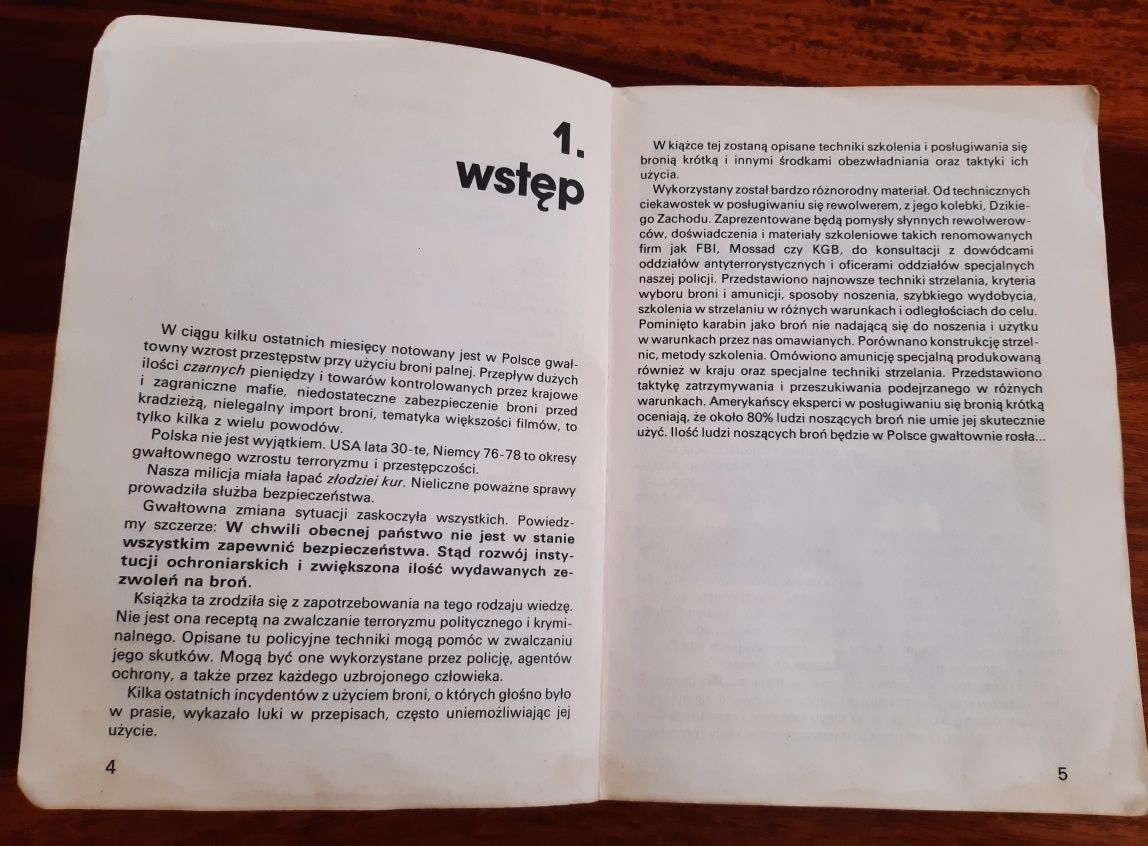 1.
wstęp
W ciągu kilku ostatnich miesięcy notowany jest w Polsce gwał-
towny wzrost przestępstw przy użyciu broni palnej. Przepływ dużych
ilości czarnych pieniędzy i towarów kontrolowanych przez krajowe
i zagraniczne mafie, niedostateczne zabezpieczenie broni przed
kradzieżą, nielegalny import broni, tematyka większości filmów, to
tylko kilka z wielu powodów.
Polska nie jest wyjątkiem. USA lata 30-te, Niemcy 76-78 to okresy
gwałtownego wzrostu terroryzmu i przestępczości.
Nasza milicja miała łapać złodziei kur. Nieliczne poważne sprawy
prowadziła służba bezpieczeństwa.
Gwałtowna zmiana sytuacji zaskoczyła wszystkich. Powiedz-
my szczerze: W chwili obecnej państwo nie jest w stanie
wszystkim zapewnić bezpieczeństwa. Stąd rozwój insty-
tucji ochroniarskich i zwiększona ilość wydawanych ze-
zwoleń na broń.
Książka ta zrodziła się z zapotrzebowania na tego rodzaju wiedzę.
Nie jest ona receptą na zwalczanie terroryzmu politycznego i krymi-
nalnego. Opisane tu policyjne techniki mogą pomóc w zwalczaniu
jego skutków. Mogą być one wykorzystane przez policję, agentów
ochrony, a także przez każdego uzbrojonego człowieka.
Kilka ostatnich incydentów z użyciem broni, o których głośno było
w prasie, wykazało luki w przepisach, często uniemożliwiając jej
użycie.
4
W kiążce tej zostaną opisane techniki szkolenia i posługiwania się
bronią krótką i innymi środkami obezwładniania oraz taktyki ich
użycia.
Wykorzystany został bardzo różnorodny materiał. Od technicznych
ciekawostek w posługiwaniu się rewolwerem, z jego kolebki, Dzikie-
go Zachodu. Zaprezentowane będą pomysły słynnych rewolwerow-
ców, doświadczenia i materiały szkoleniowe takich renomowanych
firm jak FBI, Mossad czy KGB, do konsultacji z dowódcami
oddziałów antyterrorystycznych i oficerami oddziałów specjalnych
naszej policji. Przedstawiono najnowsze techniki strzelania, kryteria
wyboru broni i amunicji, sposoby noszenia, szybkiego wydobycia,
szkolenia w strzelaniu w różnych warunkach i odległościach do celu.
Pominięto karabin jako broń nie nadającą się do noszenia i użytku
w warunkach przez nas omawianych. Porównano konstrukcję strzel-
nic, metody szkolenia. Omówiono amunicję specjalną produkowaną
również w kraju oraz specjalne techniki strzelania. Przedstawiono
taktykę zatrzymywania i przeszukiwania podejrzanego w różnych
warunkach. Amerykańscy eksperci w posługiwaniu się bronią krótką
oceniają, że około 80% ludzi noszących broń nie umie jej skutecznie
użyć. Ilość ludzi noszących broń będzie w Polsce gwałtownie rosła...
5